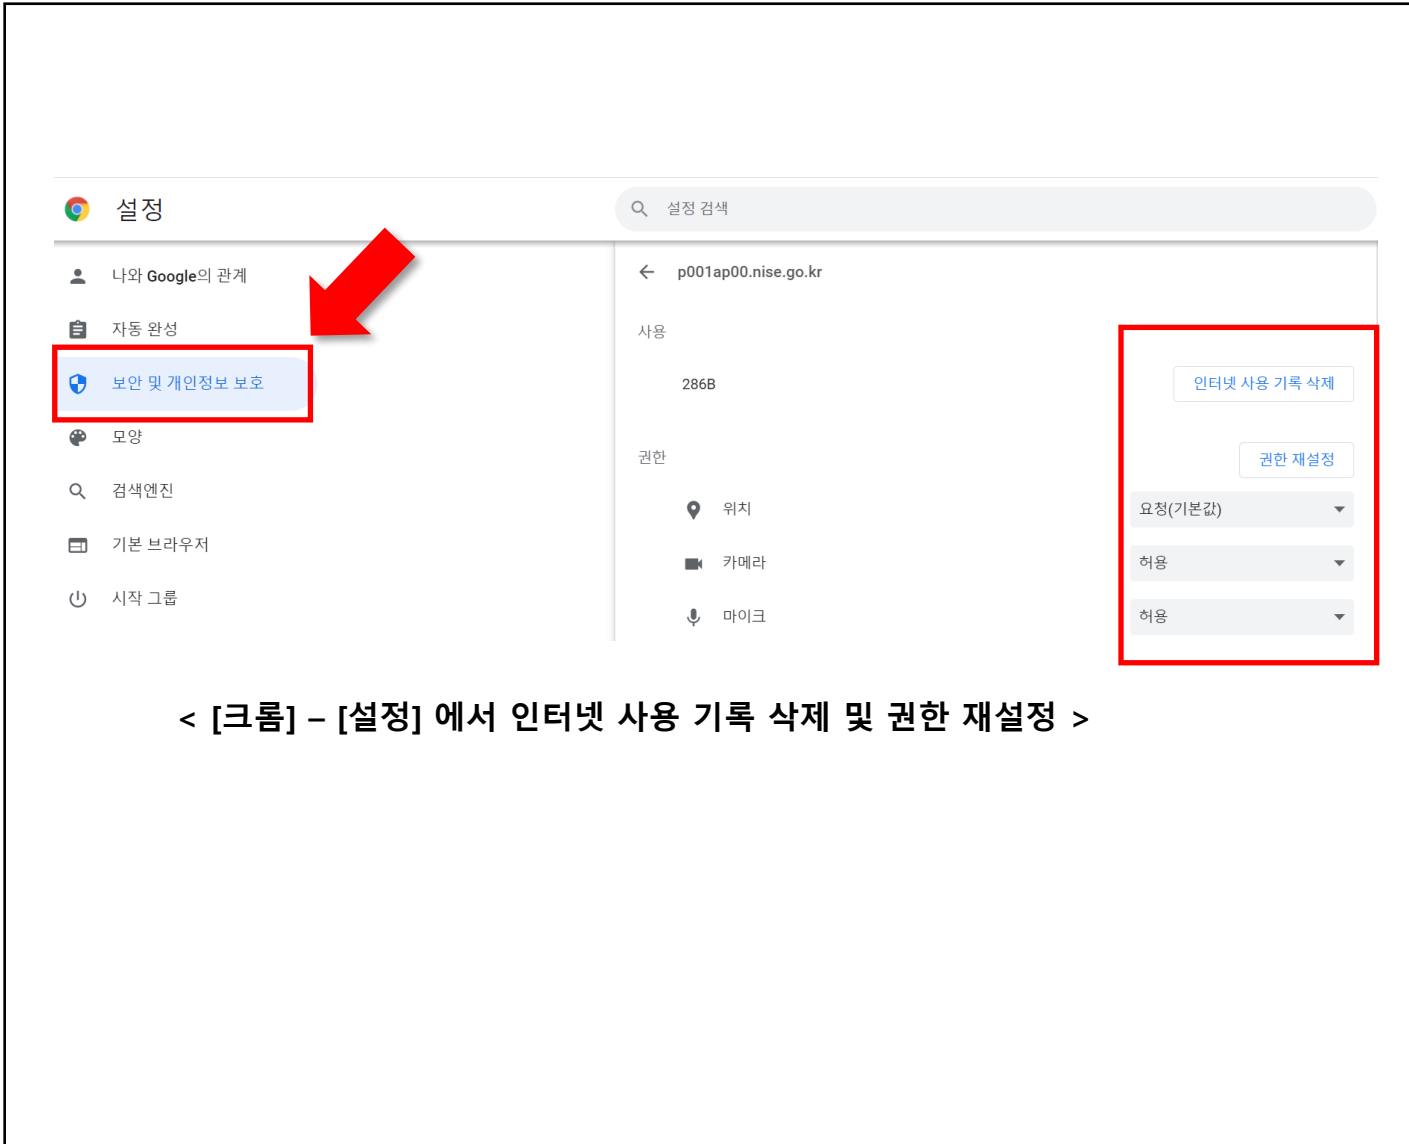 설정
설정 검색
나와 Google의 관계
자동 완성
보안 및 개인정보 보호
모양
검색엔진
기본 브라우저
시작 그룹
p001ap00.nise.go.kr
사용
286B
인터넷 사용 기록 삭제
권한
권한 재설정
위치
요청(기본값)
카메라
허용
마이크
허용
< [크롬] – [설정] 에서 인터넷 사용 기록 삭제 및 권한 재설정 >